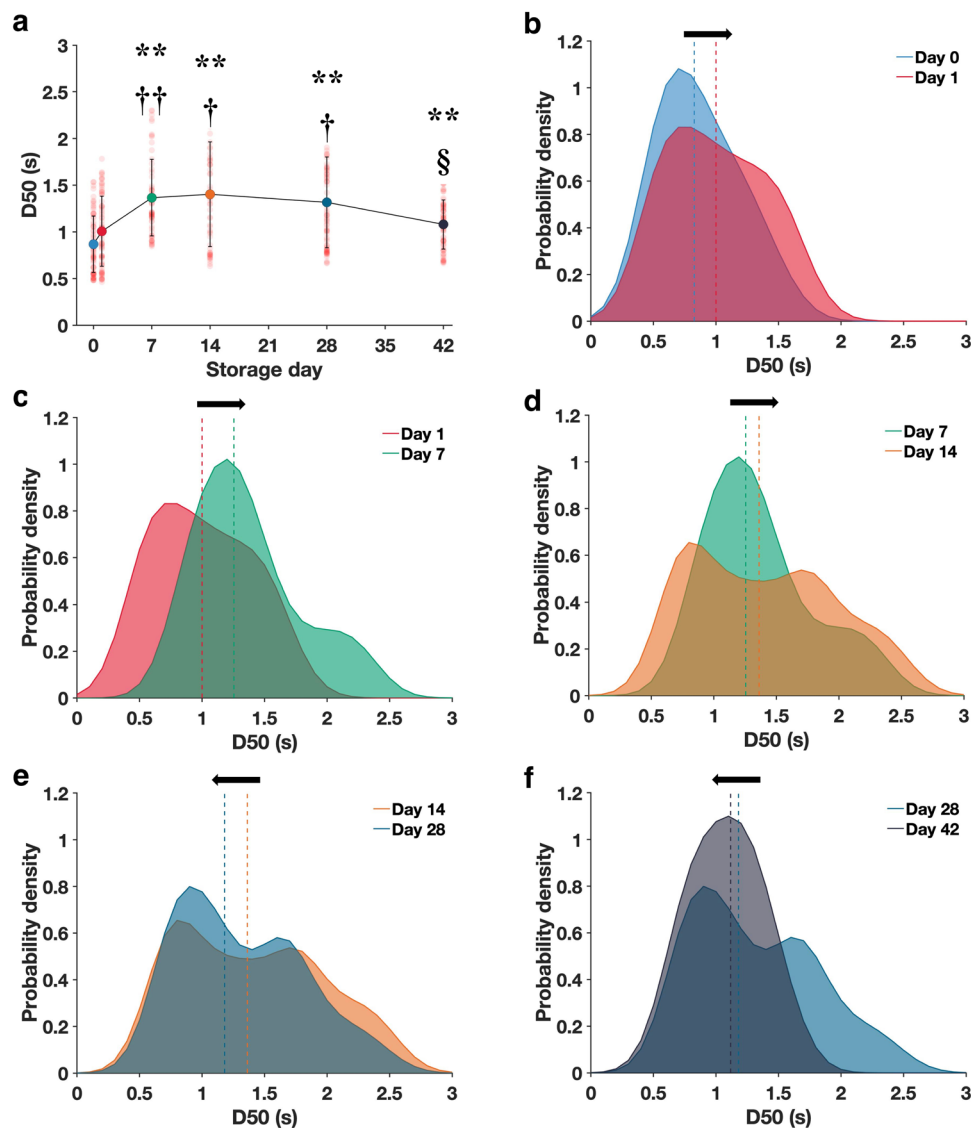 a
3
2.5
2
1.5
1
0.5
0
D50 (s)
** ** ** **
†† † † §
0 7 14 21 28 35 42
Storage day
b
1.2
1
0.8
0.6
0.4
0.2
0
Probability density
Day 0
Day 1
0 0.5 1 1.5 2 2.5 3
D50 (s)
c
1.2
1
0.8
0.6
0.4
0.2
0
Probability density
Day 1
Day 7
0 0.5 1 1.5 2 2.5 3
D50 (s)
d
1.2
1
0.8
0.6
0.4
0.2
0
Probability density
Day 7
Day 14
0 0.5 1 1.5 2 2.5 3
D50 (s)
e
1.2
1
0.8
0.6
0.4
0.2
0
Probability density
Day 14
Day 28
0 0.5 1 1.5 2 2.5 3
D50 (s)
f
1.2
1
0.8
0.6
0.4
0.2
0
Probability density
Day 28
Day 42
0 0.5 1 1.5 2 2.5 3
D50 (s)